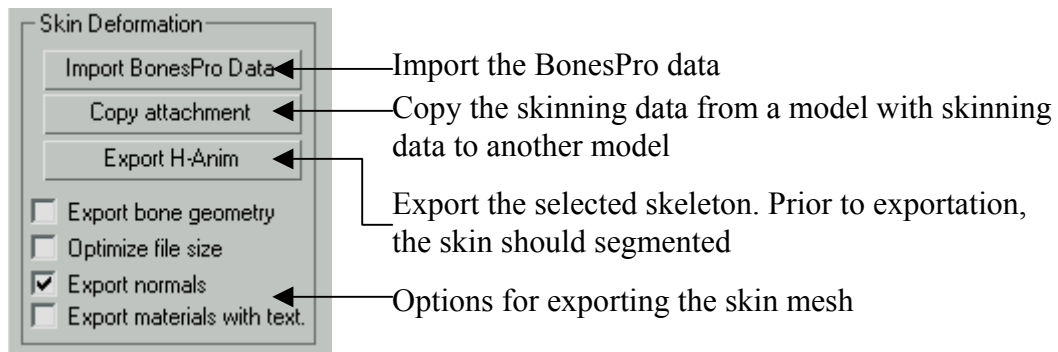 Skin Deformation
Import BonesPro Data
Import the BonesPro data
Copy attachment
Copy the skinning data from a model with skinning
data to another model
Export H-Anim
Export the selected skeleton. Prior to exportation,
the skin should segmented
Export bone geometry
Optimize file size
Export normals
Export materials with text.
Options for exporting the skin mesh